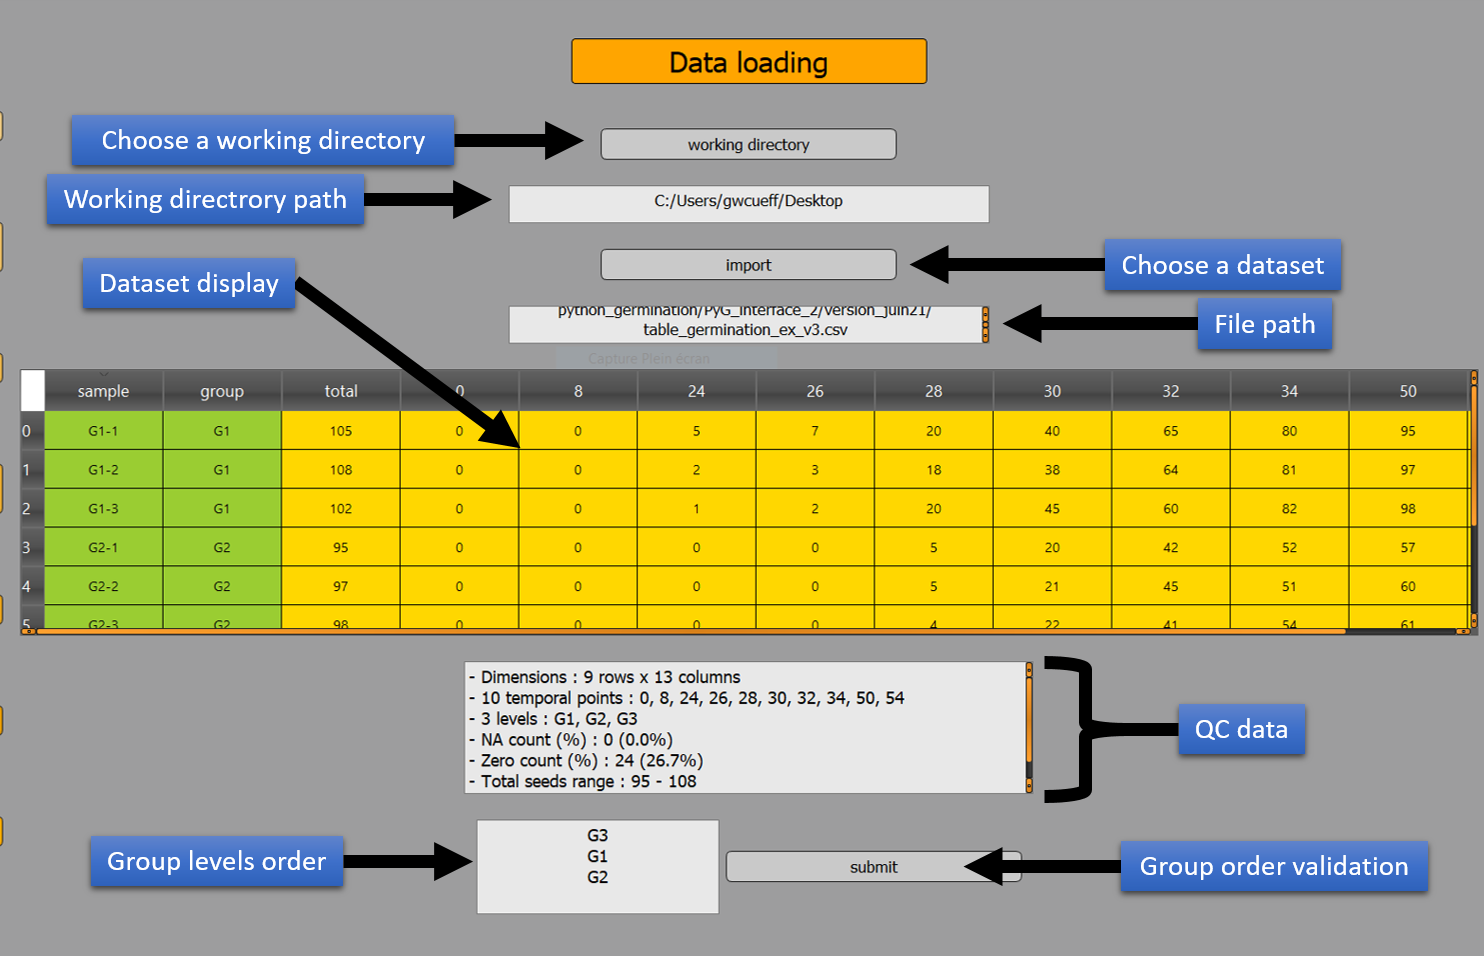 Data loading
Choose a working directory
working directory
Working directrory path
C:/Users/gwcueff/Desktop
import
Choose a dataset
Dataset display
python_germination/PyG_interface_2/version_juin21/
table_germination_ex_v3.csv
File path
Capture Plein écran
sample group total 0 8 24 26 28 30 32 34 50
0 G1-1 G1 105 0 0 5 7 20 40 65 80 95
1 G1-2 G1 108 0 0 2 3 18 38 64 81 97
2 G1-3 G1 102 0 0 1 2 20 45 60 82 98
3 G2-1 G2 95 0 0 0 0 5 20 42 52 57
4 G2-2 G2 97 0 0 0 0 5 21 45 51 60
5 G2-3 G2 98 0 0 0 0 4 22 41 54 61
- Dimensions : 9 rows x 13 columns
- 10 temporal points : 0, 8, 24, 26, 28, 30, 32, 34, 50, 54
- 3 levels : G1, G2, G3
- NA count (%) : 0 (0.0%)
- Zero count (%) : 24 (26.7%)
- Total seeds range : 95 - 108
QC data
Group levels order
G3
G1
G2
submit
Group order validation